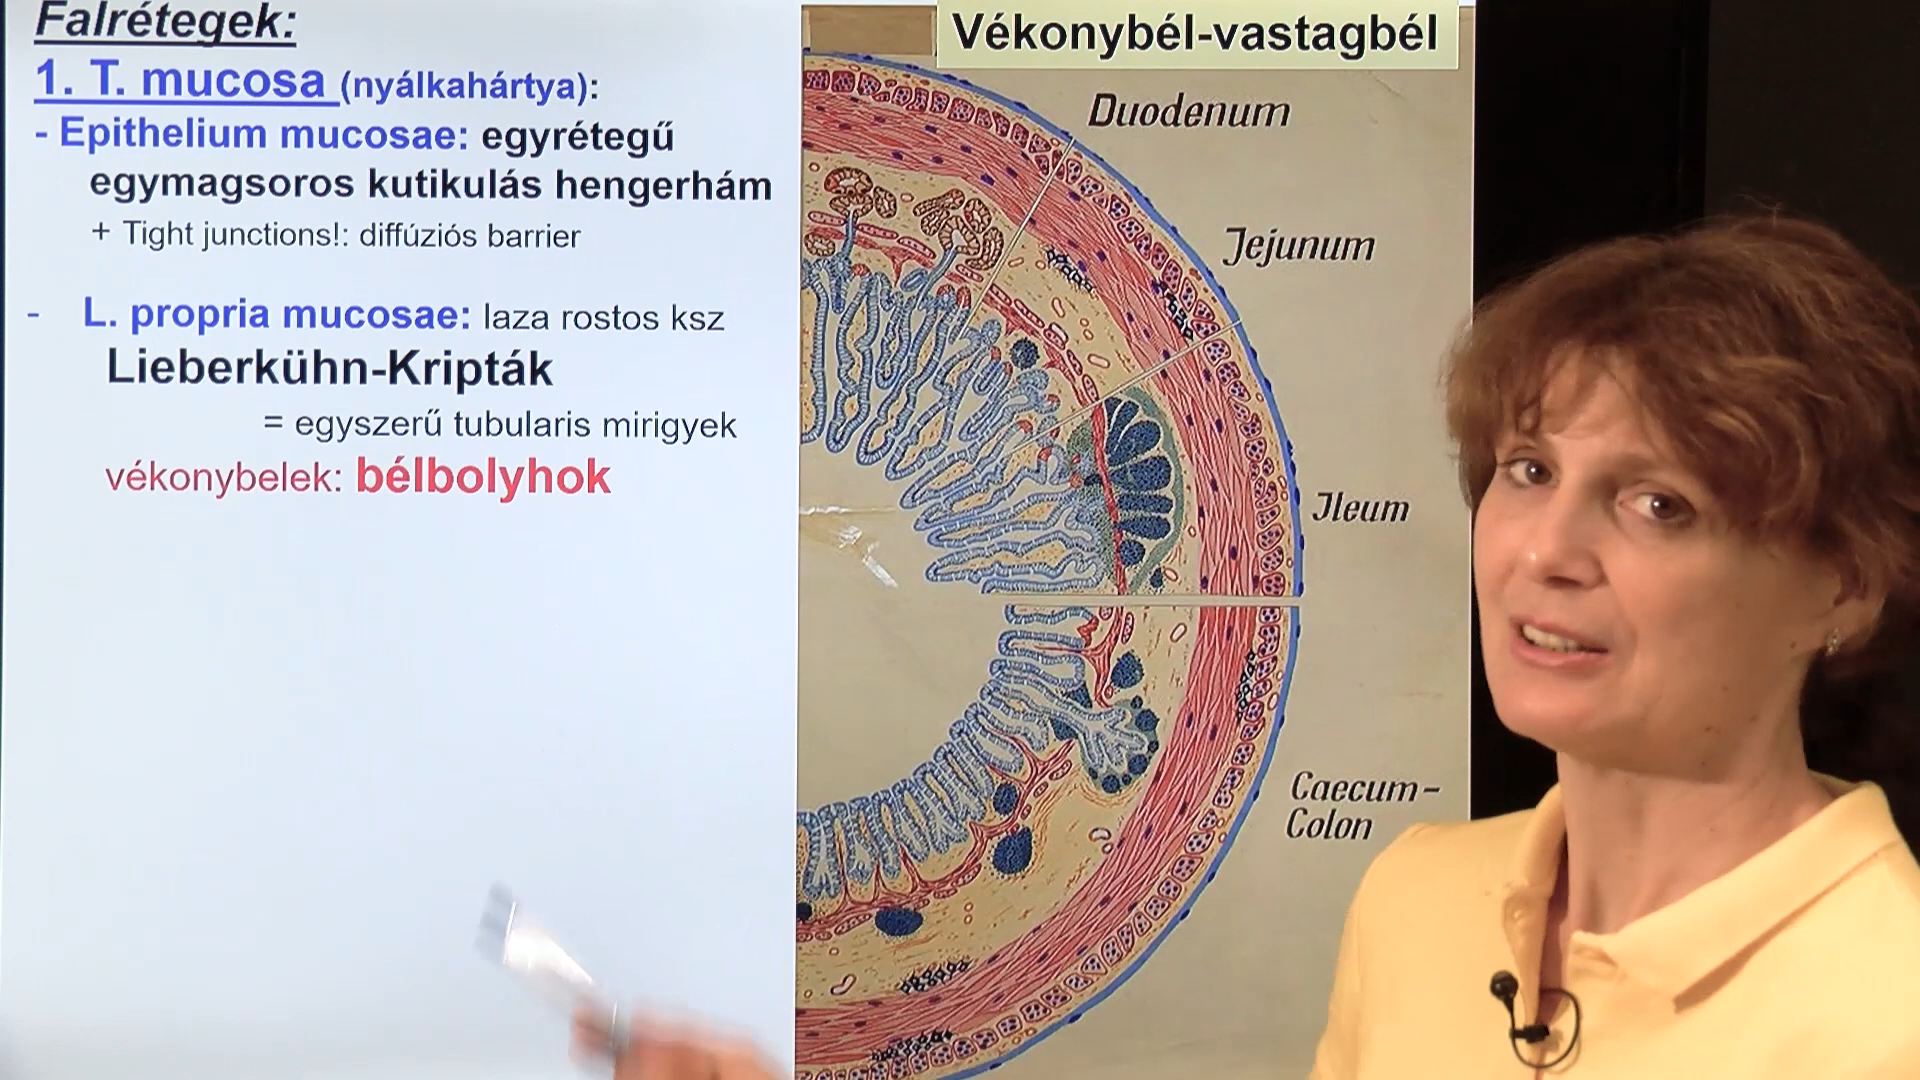 Falrétegek:
1. T. mucosa (nyálkahártya):
- Epithelium mucosae: egyrétegű
egymagsoros kutikulás hengerhám
+ Tight junctions!: diffúziós barrier
- L. propria mucosae: laza rostos ksz
Lieberkühn-Kripták
= egyszerű tubularis mirigyek
vékonybelek: bélbolyhok
Vékonybél-vastagbél
Duodenum
Jejunum
Jleum
Caecum-
Colon